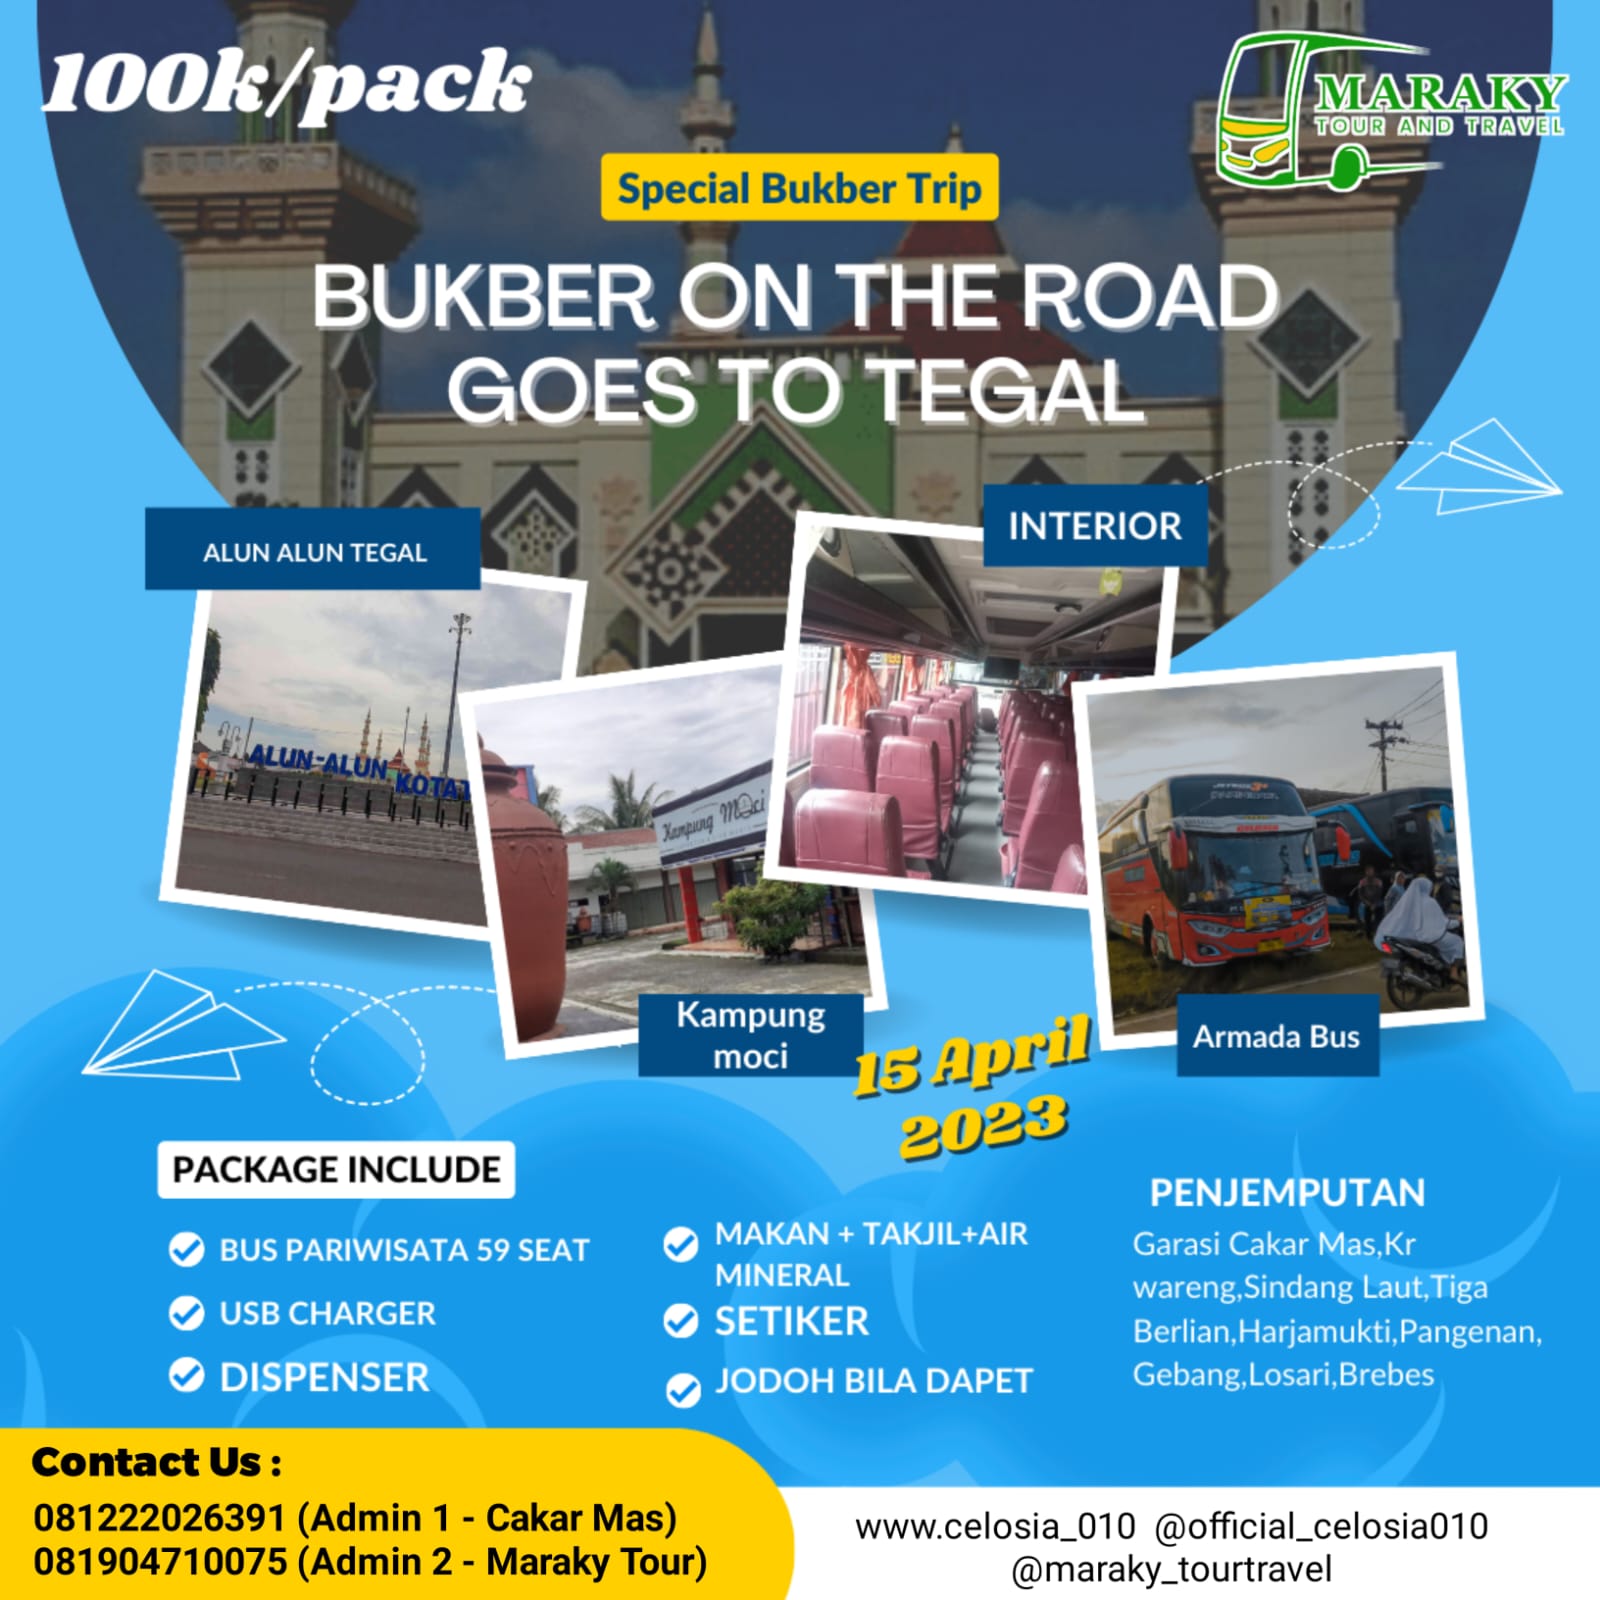 100k/pack
MARAKY
TOUR AND TRAVEL
Special Bukber Trip
BUKBER ON THE ROAD
GOES TO TEGAL
ALUN ALUN TEGAL
INTERIOR
ALUN-ALUN KOTA
Kampung Moci
Kampung
moci
Armada Bus
15 April
2023
PACKAGE INCLUDE
BUS PARIWISATA 59 SEAT
USB CHARGER
DISPENSER
MAKAN + TAKJIL+AIR
MINERAL
SETIKER
JODOH BILA DAPET
PENJEMPUTAN
Garasi Cakar Mas,Kr
wareng,Sindang Laut,Tiga
Berlian,Harjamukti,Pangenan,
Gebang,Losari,Brebes
Contact Us :
081222026391 (Admin 1 - Cakar Mas)
081904710075 (Admin 2 - Maraky Tour)
www.celosia_010 @official_celosia010
@maraky_tourtravel